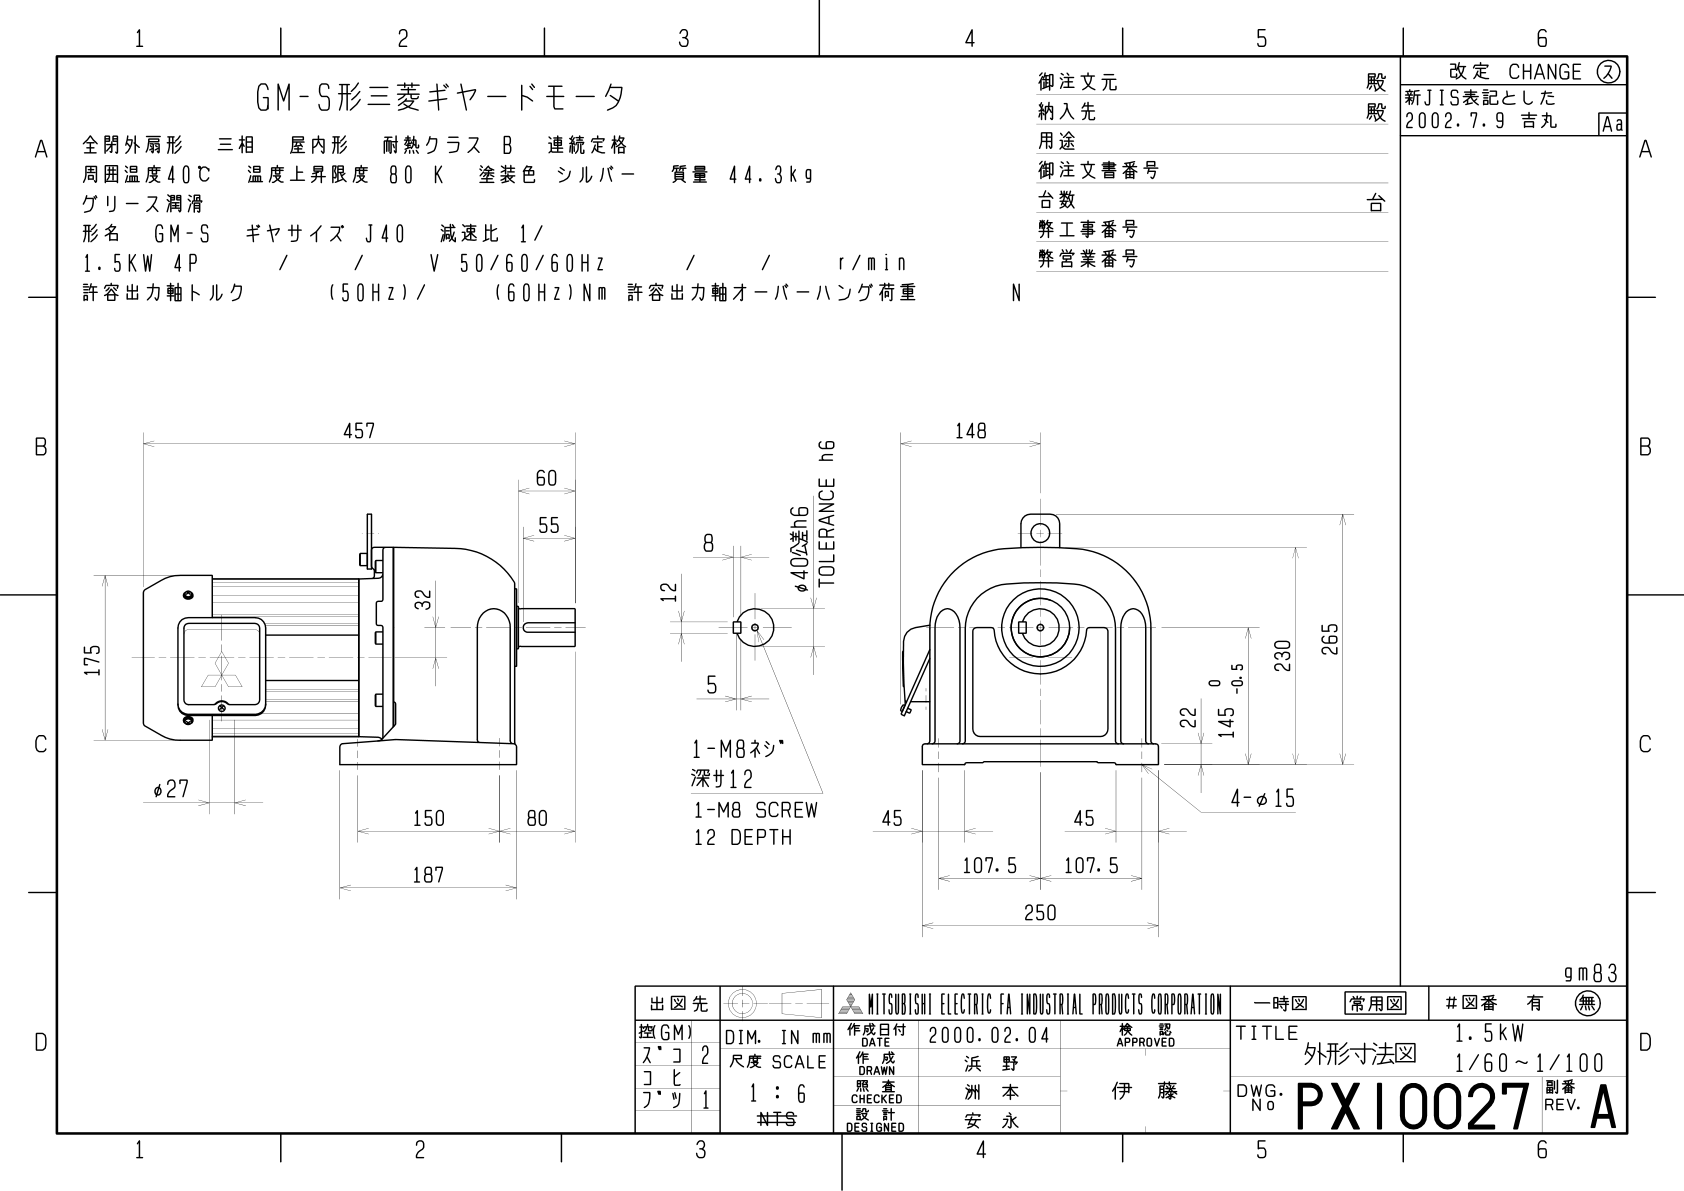 1 2 3 4 5 6
GM-S形三菱ギヤードモータ
全閉外扇形 三相 屋内形 耐熱クラス B 連続定格
周囲温度40℃ 温度上昇限度 80 K 塗装色 シルバー 質量 44.3kg
グリース潤滑
形名 GM-S ギヤサイズ J40 減速比 1/
1.5KW 4P / / V 50/60/60Hz / / r/min
許容出力軸トルク (50Hz)/ (60Hz)Nm 許容出力軸オーバーハング荷重 N
御注文元 殿
納入先 殿
用途
御注文書番号
台数 台
弊工事番号
弊営業番号
改定 CHANGE ス
新JIS表記とした
2002.7.9 吉丸 Aa
A A
B B
C C
D D
457
60
55
32
175
φ27
150 80
187
8
12
5
φ40公差h6
TOLERANCE h6
1-M8ネジ
深サ12
1-M8 SCREW
12 DEPTH
148
265
230
145 0 -0.5
22
4-φ15
45 45
107.5 107.5
250
gm83
出図先
控(GM)
ズコ 2
コヒ
ブツ 1
DIM. IN mm
尺度 SCALE
1 : 6
NTS
MITSUBISHI ELECTRIC FA INDUSTRIAL PRODUCTS CORPORATION
作成日付 DATE 2000.02.04
作成 DRAWN 浜野
照査 CHECKED 洲本
設計 DESIGNED 安永
検認 APPROVED
伊藤
一時図 常用図 #図番 有 無
TITLE 1.5kW
外形寸法図 1/60~1/100
DWG. No PX10027 副番 REV. A
1 2 3 4 5 6